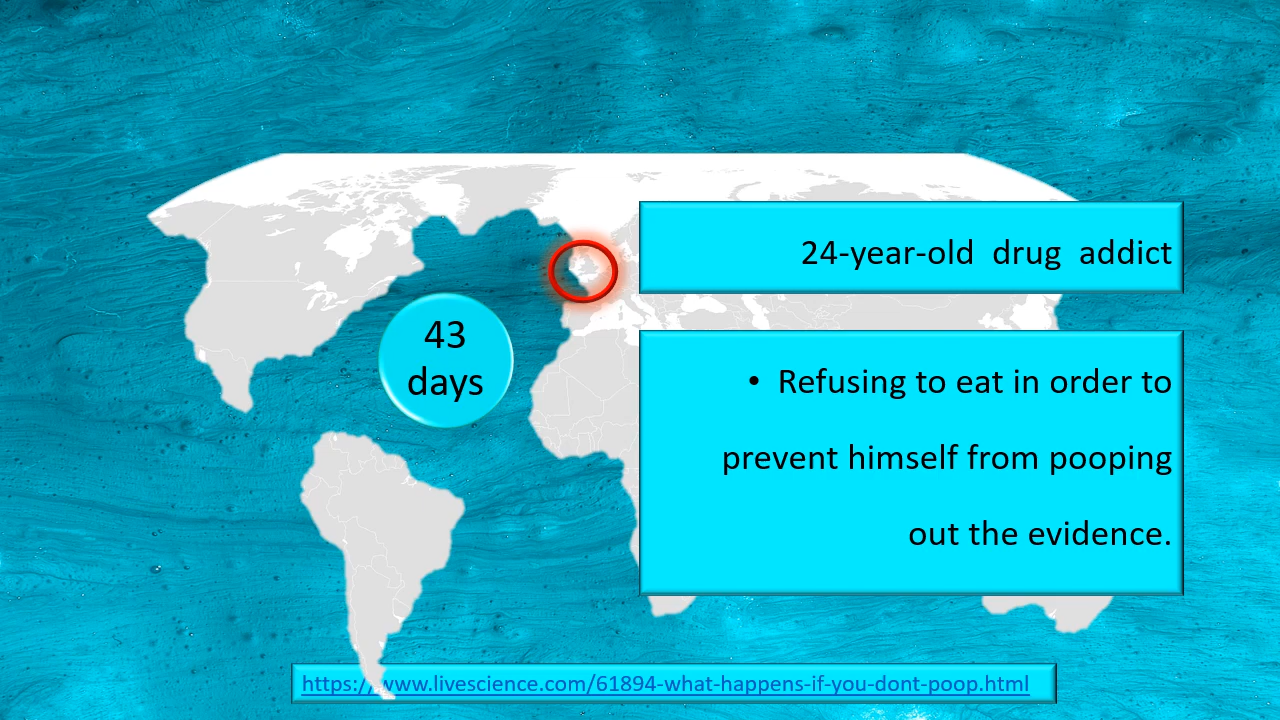 24-year-old drug addict
43
days
• Refusing to eat in order to
prevent himself from pooping
out the evidence.
https://www.livescience.com/61894-what-happens-if-you-dont-poop.html